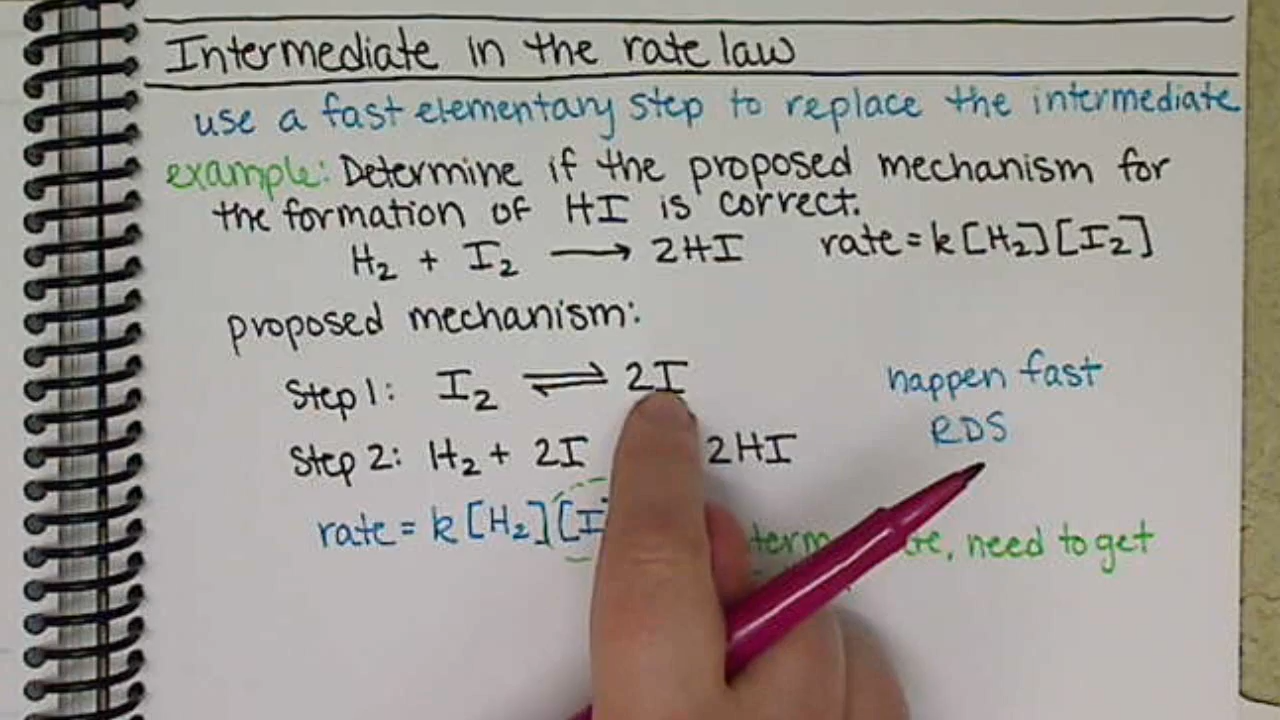 Intermediate in the rate law
use a fast elementary step to replace the intermediate
example: Determine if the proposed mechanism for
the formation of HI is correct.
H₂ + I₂ ⟶ 2HI rate = k[H₂][I₂]
proposed mechanism:
Step 1: I₂ ⇌ 2I happen fast
Step 2: H₂ + 2I 2HI RDS
rate = k[H₂][I need to get